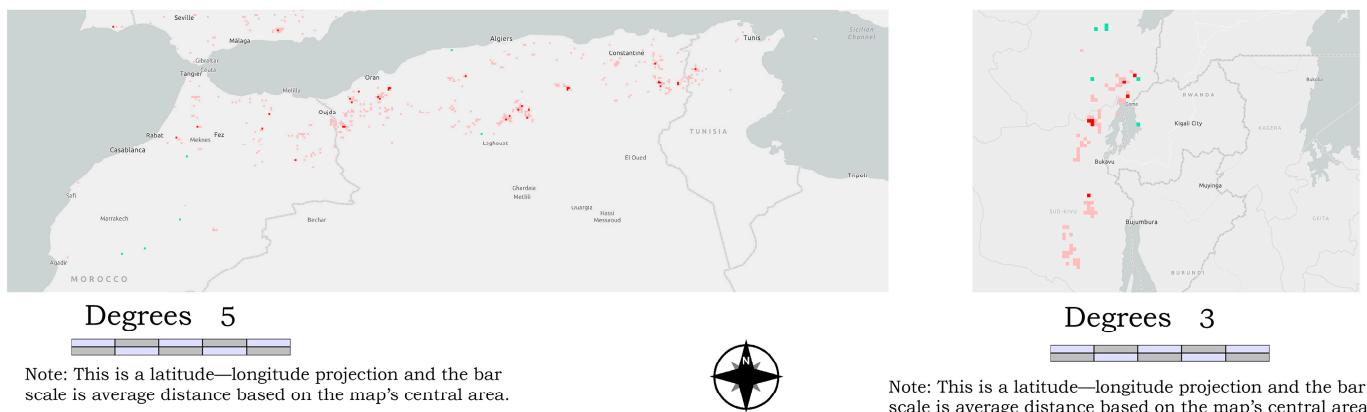 Seville
Málaga
Gibraltar
Ceuta
Tangier
Melilla
Oujda
Oran
Algiers
Constantine
Tunis
Sicilian
Channel
Rabat
Meknes
Fez
Casablanca
Laghouat
TUNISIA
El Oued
Tripoli
Safi
Marrakech
Bechar
Ghardaia
Metlili
Ouargla
Hassi
Messaoud
Agadir
MOROCCO
Degrees 5
Note: This is a latitude—longitude projection and the bar
scale is average distance based on the map's central area.
N
Bukoba
RWANDA
Goma
Kigali City
KAGERA
Bukavu
Muyinga
SUD-KIVU
Bujumbura
GEITA
BURUNDI
Degrees 3
Note: This is a latitude—longitude projection and the bar
scale is average distance based on the map's central area